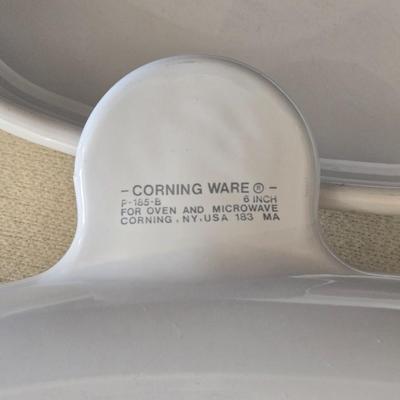 - CORNING WARE ® -
P-185-B 6 INCH
FOR OVEN AND MICROWAVE
CORNING, NY, USA 183 MA